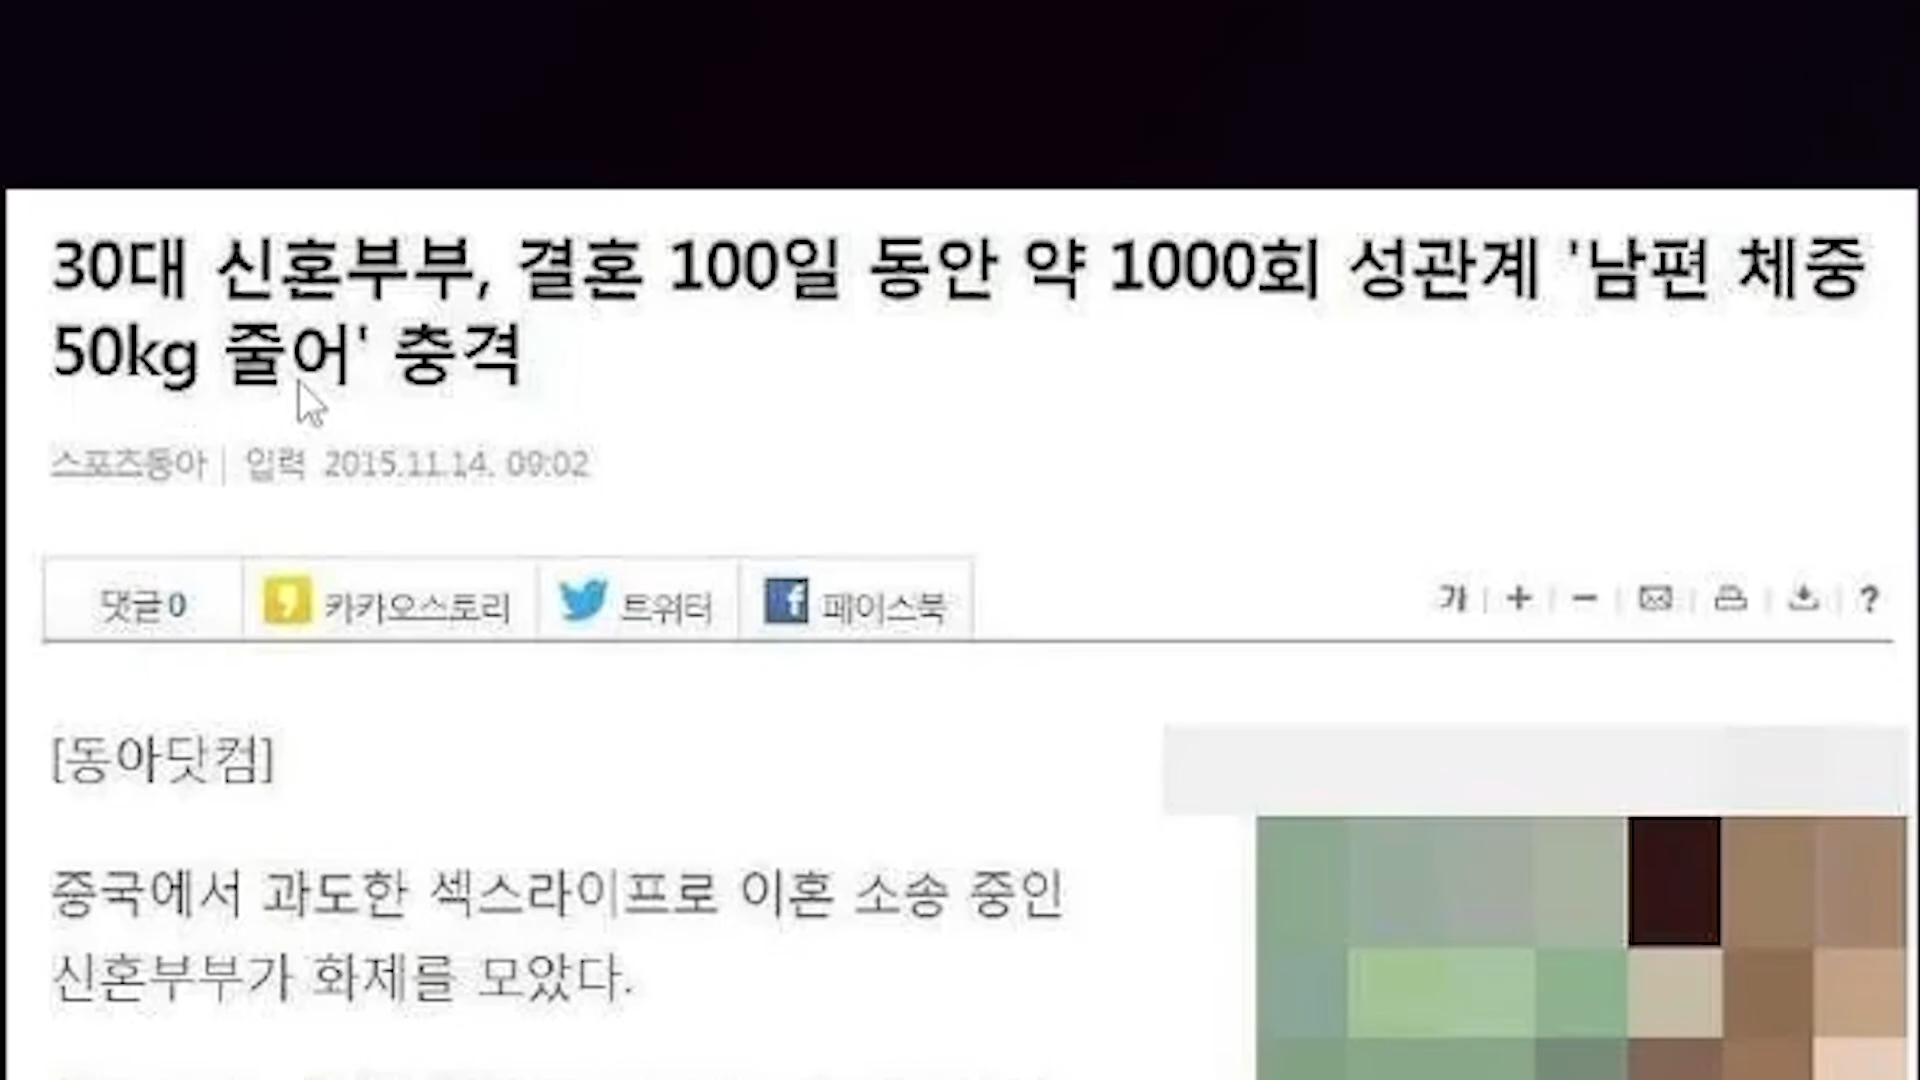 30대 신혼부부, 결혼 100일 동안 약 1000회 성관계 '남편 체중
50kg 줄어' 충격
스포츠동아 | 입력 2015.11.14. 09:02
댓글 0 카카오스토리 트위터 페이스북 가 + − ?
[동아닷컴]
중국에서 과도한 섹스라이프로 이혼 소송 중인
신혼부부가 화제를 모았다.